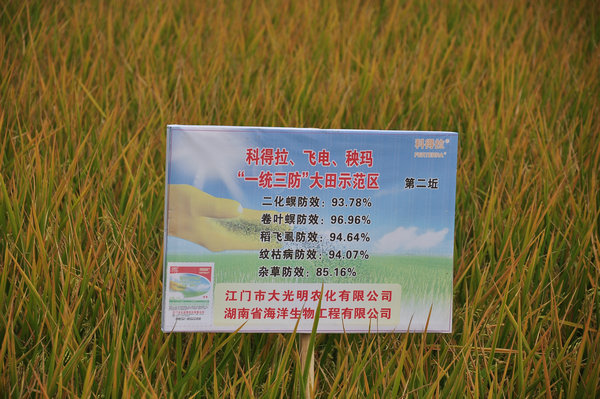 科得拉®
科得拉、飞电、秧玛
“一统三防”大田示范区
第二坵
二化螟防效：93.78%
卷叶螟防效：96.96%
稻飞虱防效：94.64%
纹枯病防效：94.07%
杂草防效：85.16%
江门市大光明农化有限公司
湖南省海洋生物工程有限公司